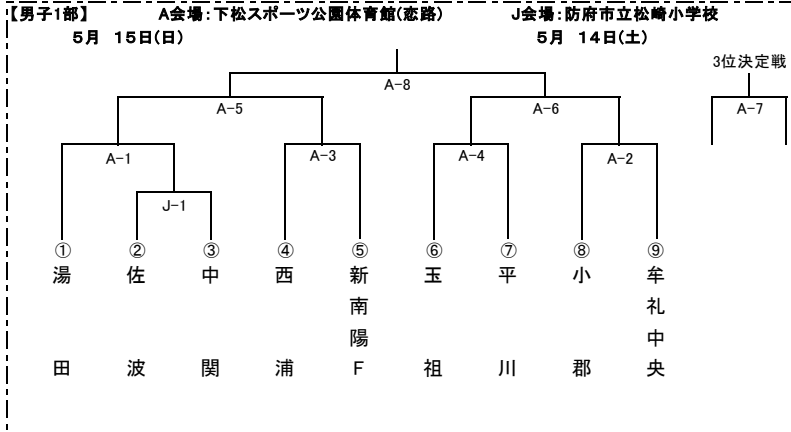 【男子1部】 A会場：下松スポーツ公園体育館(恋路) J会場：防府市立松崎小学校
5月 15日(日) 5月 14日(土)
3位決定戦
A-8
A-5 A-6 A-7
A-1 A-3 A-4 A-2
J-1
① ② ③ ④ ⑤ ⑥ ⑦ ⑧ ⑨
湯田
佐波
中関
西浦
新南陽F
玉祖
平川
小郡
牟礼中央